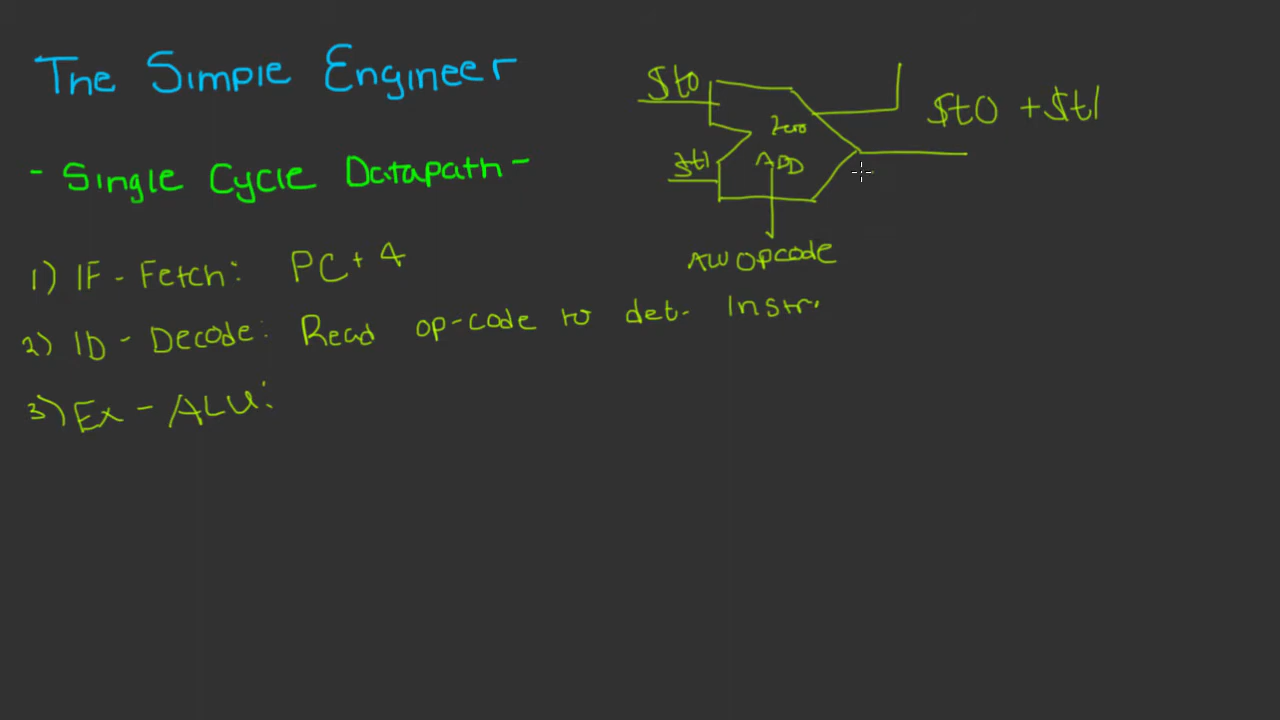 The Simple Engineer
- Single Cycle Datapath -
1) IF - Fetch: PC + 4
2) ID - Decode: Read op-code to det. Instr.
3) Ex - ALU:
$t0
Zero
$t1
ADD
ALU Opcode
$t0 + $t1